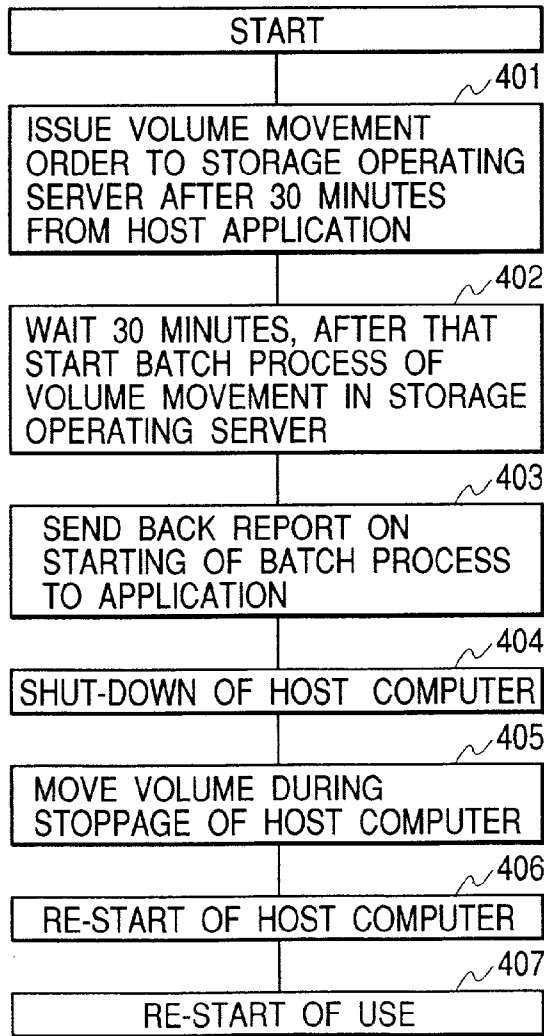 START
401
ISSUE VOLUME MOVEMENT
ORDER TO STORAGE OPERATING
SERVER AFTER 30 MINUTES
FROM HOST APPLICATION
402
WAIT 30 MINUTES, AFTER THAT
START BATCH PROCESS OF
VOLUME MOVEMENT IN STORAGE
OPERATING SERVER
403
SEND BACK REPORT ON
STARTING OF BATCH PROCESS
TO APPLICATION
404
SHUT-DOWN OF HOST COMPUTER
405
MOVE VOLUME DURING
STOPPAGE OF HOST COMPUTER
406
RE-START OF HOST COMPUTER
407
RE-START OF USE